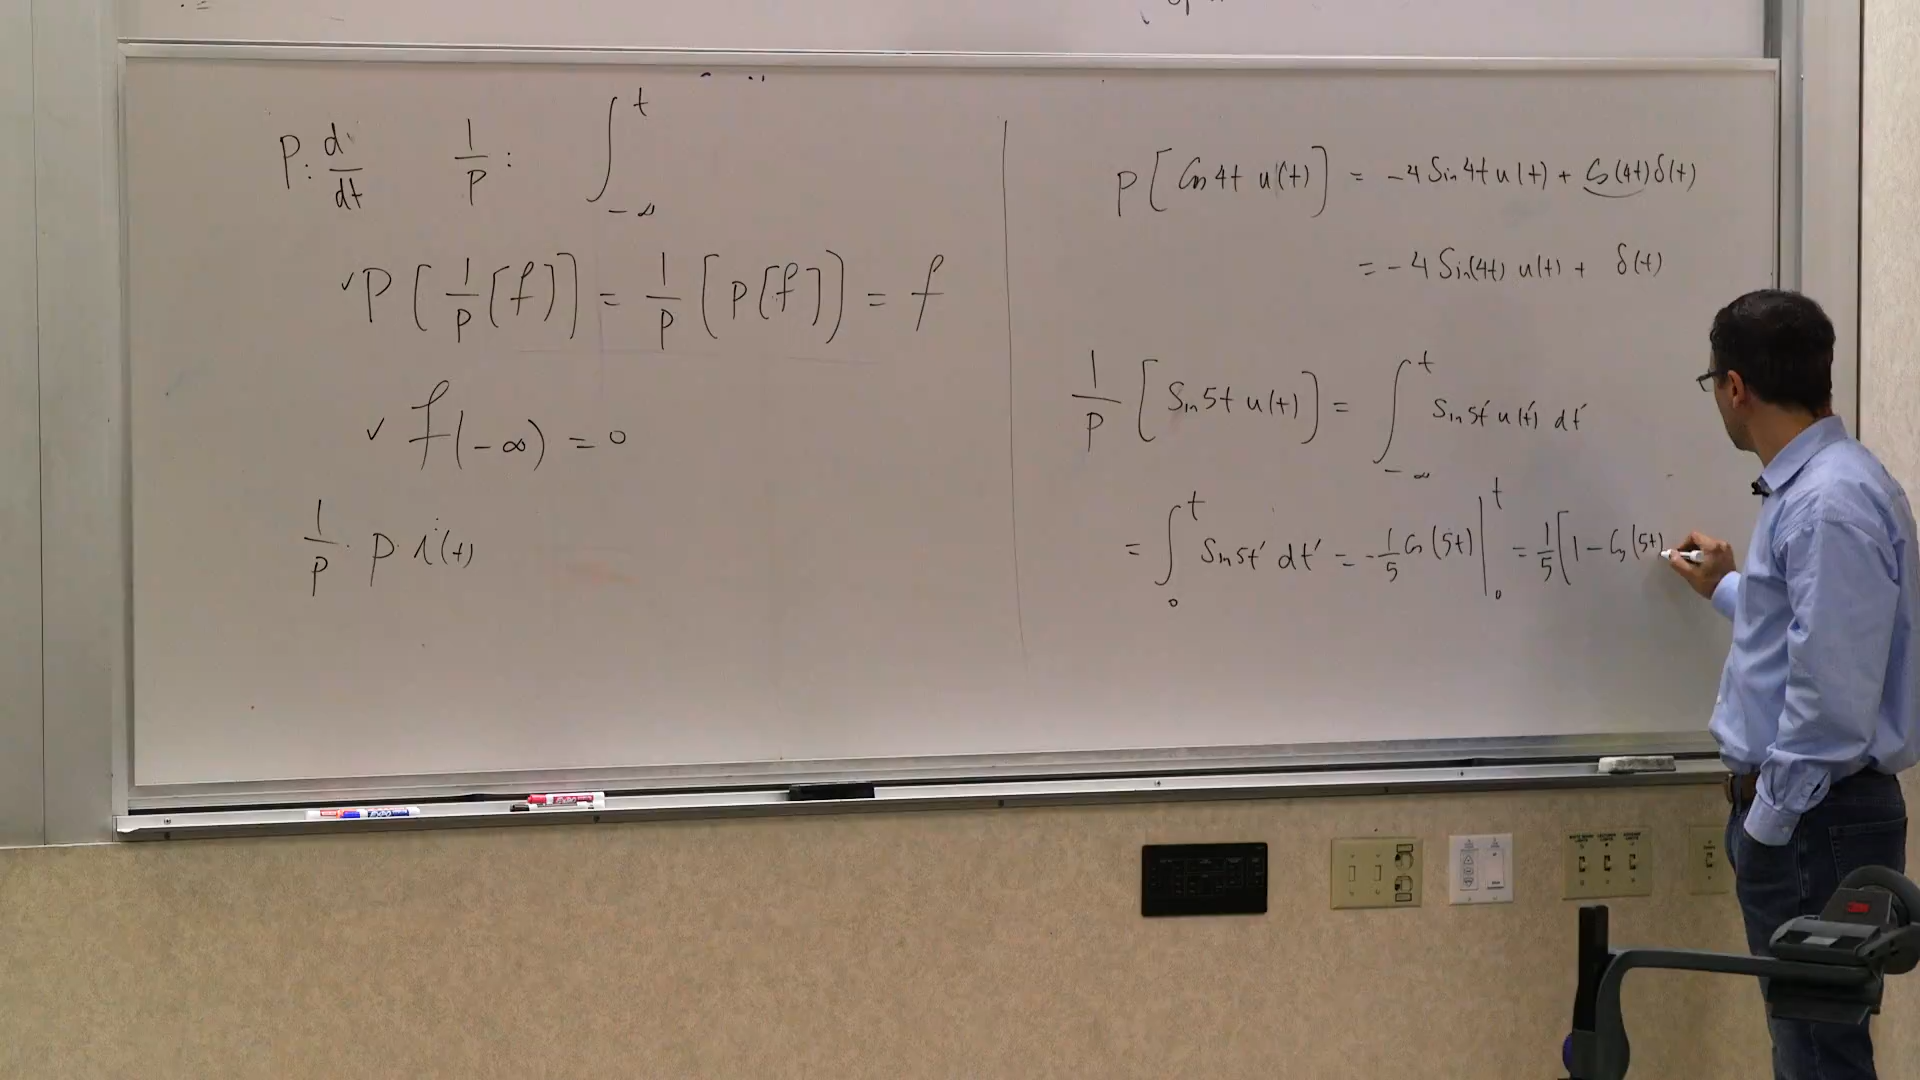 P: d/dt 1/p: ∫_{-∞}^{t}
✓ P[1/p[f]] = 1/p[p[f]] = f
✓ f(-∞) = 0
1/p · p · i(t)
p[Cos 4t u(t)] = -4 Sin 4t u(t) + Cos(4t) δ(t)
= -4 Sin(4t) u(t) + δ(t)
1/p [Sin 5t u(t)] = ∫_{-∞}^{t} Sin 5t' u(t') dt'
= ∫_{0}^{t} Sin 5t' dt' = -1/5 Cos(5t) |_{0}^{t} = 1/5 [1 - Cos(5t)